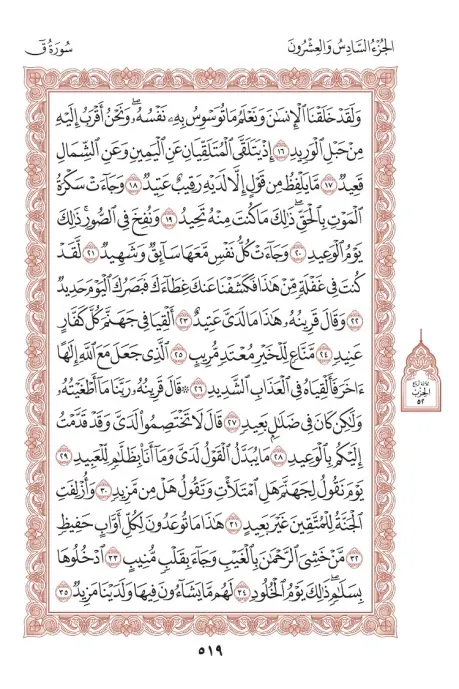 الجُزْءُ السَّادِسُ وَالعِشْرُونَ
سُورَةُ قٓ
وَلَقَدْ خَلَقْنَا ٱلْإِنسَٰنَ وَنَعْلَمُ مَا تُوَسْوِسُ بِهِۦ نَفْسُهُۥ ۖ وَنَحْنُ أَقْرَبُ إِلَيْهِ
مِنْ حَبْلِ ٱلْوَرِيدِ ١٦ إِذْ يَتَلَقَّى ٱلْمُتَلَقِّيَانِ عَنِ ٱلْيَمِينِ وَعَنِ ٱلشِّمَالِ
قَعِيدٌ ١٧ مَّا يَلْفِظُ مِن قَوْلٍ إِلَّا لَدَيْهِ رَقِيبٌ عَتِيدٌ ١٨ وَجَآءَتْ سَكْرَةُ
ٱلْمَوْتِ بِٱلْحَقِّ ۖ ذَٰلِكَ مَا كُنتَ مِنْهُ تَحِيدُ ١٩ وَنُفِخَ فِى ٱلصُّورِ ۚ ذَٰلِكَ
يَوْمُ ٱلْوَعِيدِ ٢٠ وَجَآءَتْ كُلُّ نَفْسٍ مَّعَهَا سَآئِقٌ وَشَهِيدٌ ٢١ لَّقَدْ
كُنتَ فِى غَفْلَةٍ مِّنْ هَٰذَا فَكَشَفْنَا عَنكَ غِطَآءَكَ فَبَصَرُكَ ٱلْيَوْمَ حَدِيدٌ
٢٢ وَقَالَ قَرِينُهُۥ هَٰذَا مَا لَدَىَّ عَتِيدٌ ٢٣ أَلْقِيَا فِى جَهَنَّمَ كُلَّ كَفَّارٍ
عَنِيدٍ ٢٤ مَّنَّاعٍ لِّلْخَيْرِ مُعْتَدٍ مُّرِيبٍ ٢٥ ٱلَّذِى جَعَلَ مَعَ ٱللَّهِ إِلَٰهًا
ءَاخَرَ فَأَلْقِيَاهُ فِى ٱلْعَذَابِ ٱلشَّدِيدِ ٢٦ ۞ قَالَ قَرِينُهُۥ رَبَّنَا مَآ أَطْغَيْتُهُۥ
وَلَٰكِن كَانَ فِى ضَلَٰلٍۭ بَعِيدٍ ٢٧ قَالَ لَا تَخْتَصِمُوا۟ لَدَىَّ وَقَدْ قَدَّمْتُ
إِلَيْكُم بِٱلْوَعِيدِ ٢٨ مَا يُبَدَّلُ ٱلْقَوْلُ لَدَىَّ وَمَآ أَنَا۠ بِظَلَّٰمٍ لِّلْعَبِيدِ ٢٩
يَوْمَ نَقُولُ لِجَهَنَّمَ هَلِ ٱمْتَلَأْتِ وَتَقُولُ هَلْ مِن مَّزِيدٍ ٣٠ وَأُزْلِفَتِ
ٱلْجَنَّةُ لِلْمُتَّقِينَ غَيْرَ بَعِيدٍ ٣١ هَٰذَا مَا تُوعَدُونَ لِكُلِّ أَوَّابٍ حَفِيظٍ
٣٢ مَّنْ خَشِىَ ٱلرَّحْمَٰنَ بِٱلْغَيْبِ وَجَآءَ بِقَلْبٍ مُّنِيبٍ ٣٣ ٱدْخُلُوهَا
بِسَلَٰمٍ ۖ ذَٰلِكَ يَوْمُ ٱلْخُلُودِ ٣٤ لَهُم مَّا يَشَآءُونَ فِيهَا وَلَدَيْنَا مَزِيدٌ ٣٥
الحِزْبُ
٥٢
٥١٩